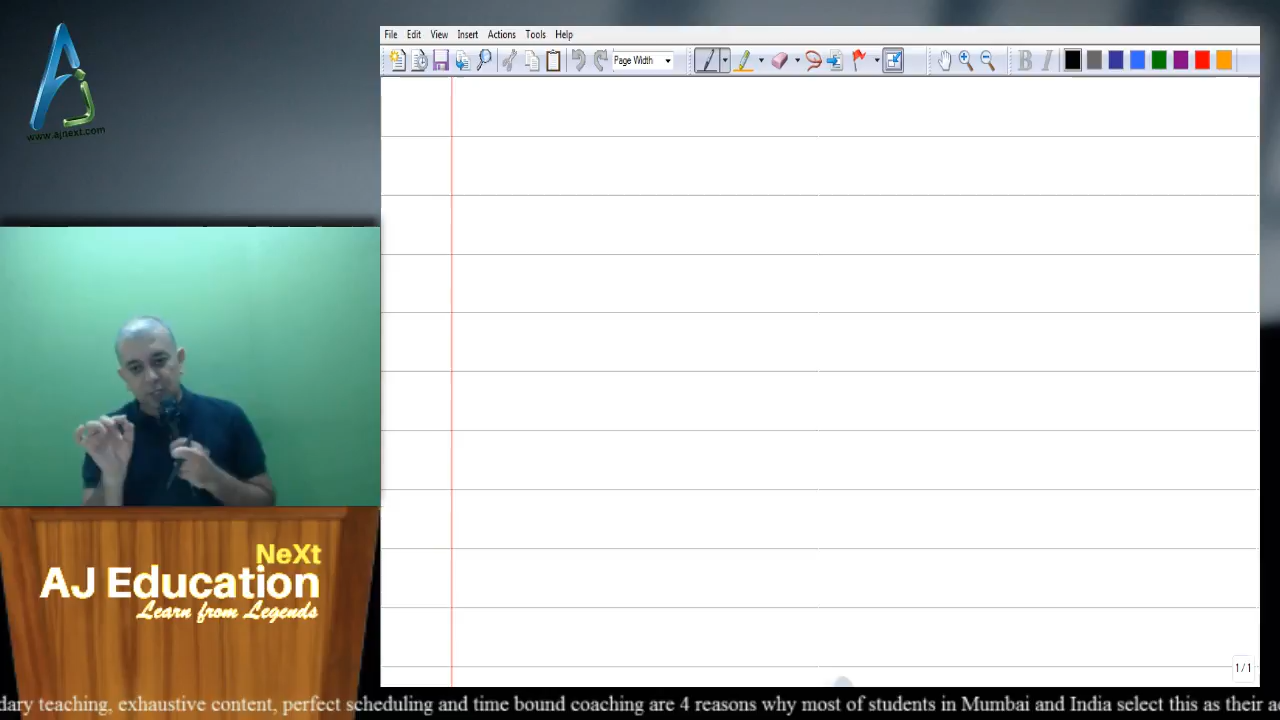 www.ajnext.com
File Edit View Insert Actions Tools Help
Page Width
B I
NeXt
AJ Education
Learn from Legends
1/1
dary teaching, exhaustive content, perfect scheduling and time bound coaching are 4 reasons why most of students in Mumbai and India select this as their